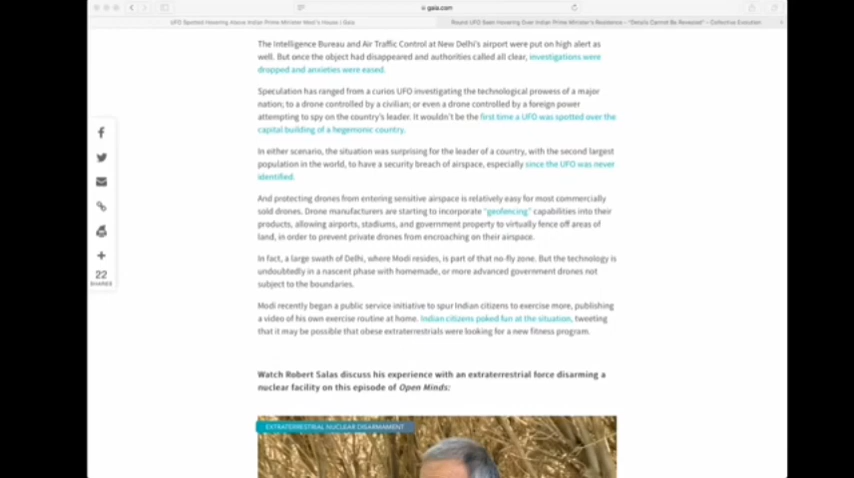 gaia.com
UFO Spotted Hovering Above Indian Prime Minister Modi's House | Gaia
Round UFO Seen Hovering Over Indian Prime Minister's Residence – "Details Cannot Be Revealed" – Collective Evolution
The Intelligence Bureau and Air Traffic Control at New Delhi's airport were put on high alert as
well. But once the object had disappeared and authorities called all clear, investigations were
dropped and anxieties were eased.
Speculation has ranged from a curios UFO investigating the technological prowess of a major
nation; to a drone controlled by a civilian; or even a drone controlled by a foreign power
attempting to spy on the country's leader. It wouldn't be the first time a UFO was spotted over the
capital building of a hegemonic country.
In either scenario, the situation was surprising for the leader of a country, with the second largest
population in the world, to have a security breach of airspace, especially since the UFO was never
identified.
And protecting drones from entering sensitive airspace is relatively easy for most commercially
sold drones. Drone manufacturers are starting to incorporate "geofencing" capabilities into their
products, allowing airports, stadiums, and government property to virtually fence off areas of
land, in order to prevent private drones from encroaching on their airspace.
In fact, a large swath of Delhi, where Modi resides, is part of that no-fly zone. But the technology is
undoubtedly in a nascent phase with homemade, or more advanced government drones not
subject to the boundaries.
Modi recently began a public service initiative to spur Indian citizens to exercise more, publishing
a video of his own exercise routine at home. Indian citizens poked fun at the situation, tweeting
that it may be possible that obese extraterrestrials were looking for a new fitness program.
22
SHARES
Watch Robert Salas discuss his experience with an extraterrestrial force disarming a
nuclear facility on this episode of Open Minds:
EXTRATERRESTRIAL NUCLEAR DISARMAMENT